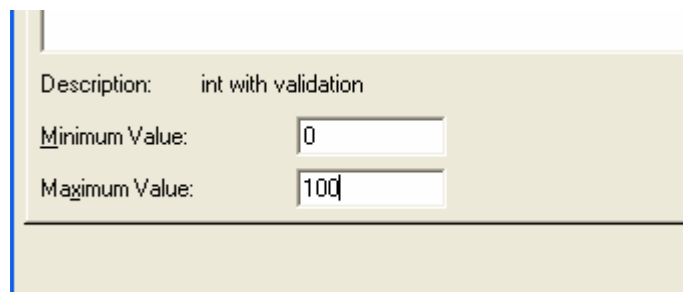 Description: int with validation
Minimum Value: 0
Maximum Value: 100